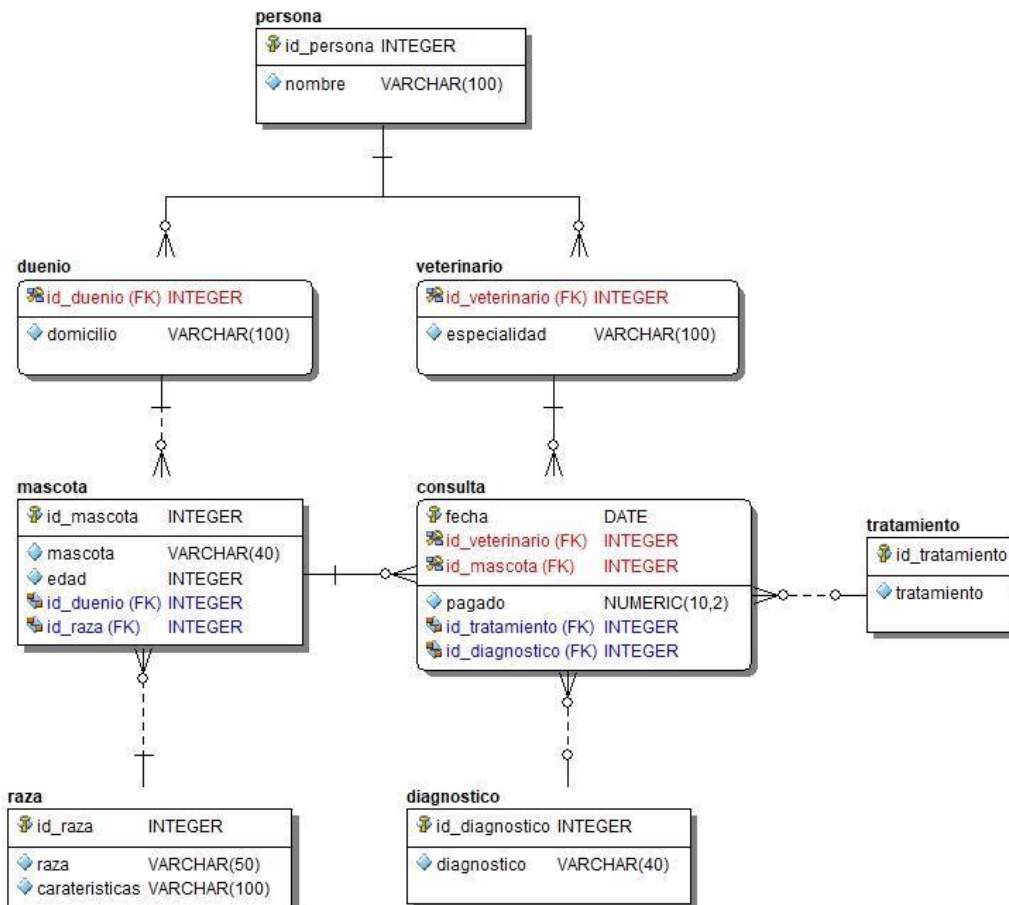 persona
id_persona INTEGER
nombre VARCHAR(100)
duenio
id_duenio (FK) INTEGER
domicilio VARCHAR(100)
veterinario
id_veterinario (FK) INTEGER
especialidad VARCHAR(100)
mascota
id_mascota INTEGER
mascota VARCHAR(40)
edad INTEGER
id_duenio (FK) INTEGER
id_raza (FK) INTEGER
consulta
fecha DATE
id_veterinario (FK) INTEGER
id_mascota (FK) INTEGER
pagado NUMERIC(10,2)
id_tratamiento (FK) INTEGER
id_diagnostico (FK) INTEGER
tratamiento
id_tratamiento
tratamiento
raza
id_raza INTEGER
raza VARCHAR(50)
carateristicas VARCHAR(100)
diagnostico
id_diagnostico INTEGER
diagnostico VARCHAR(40)